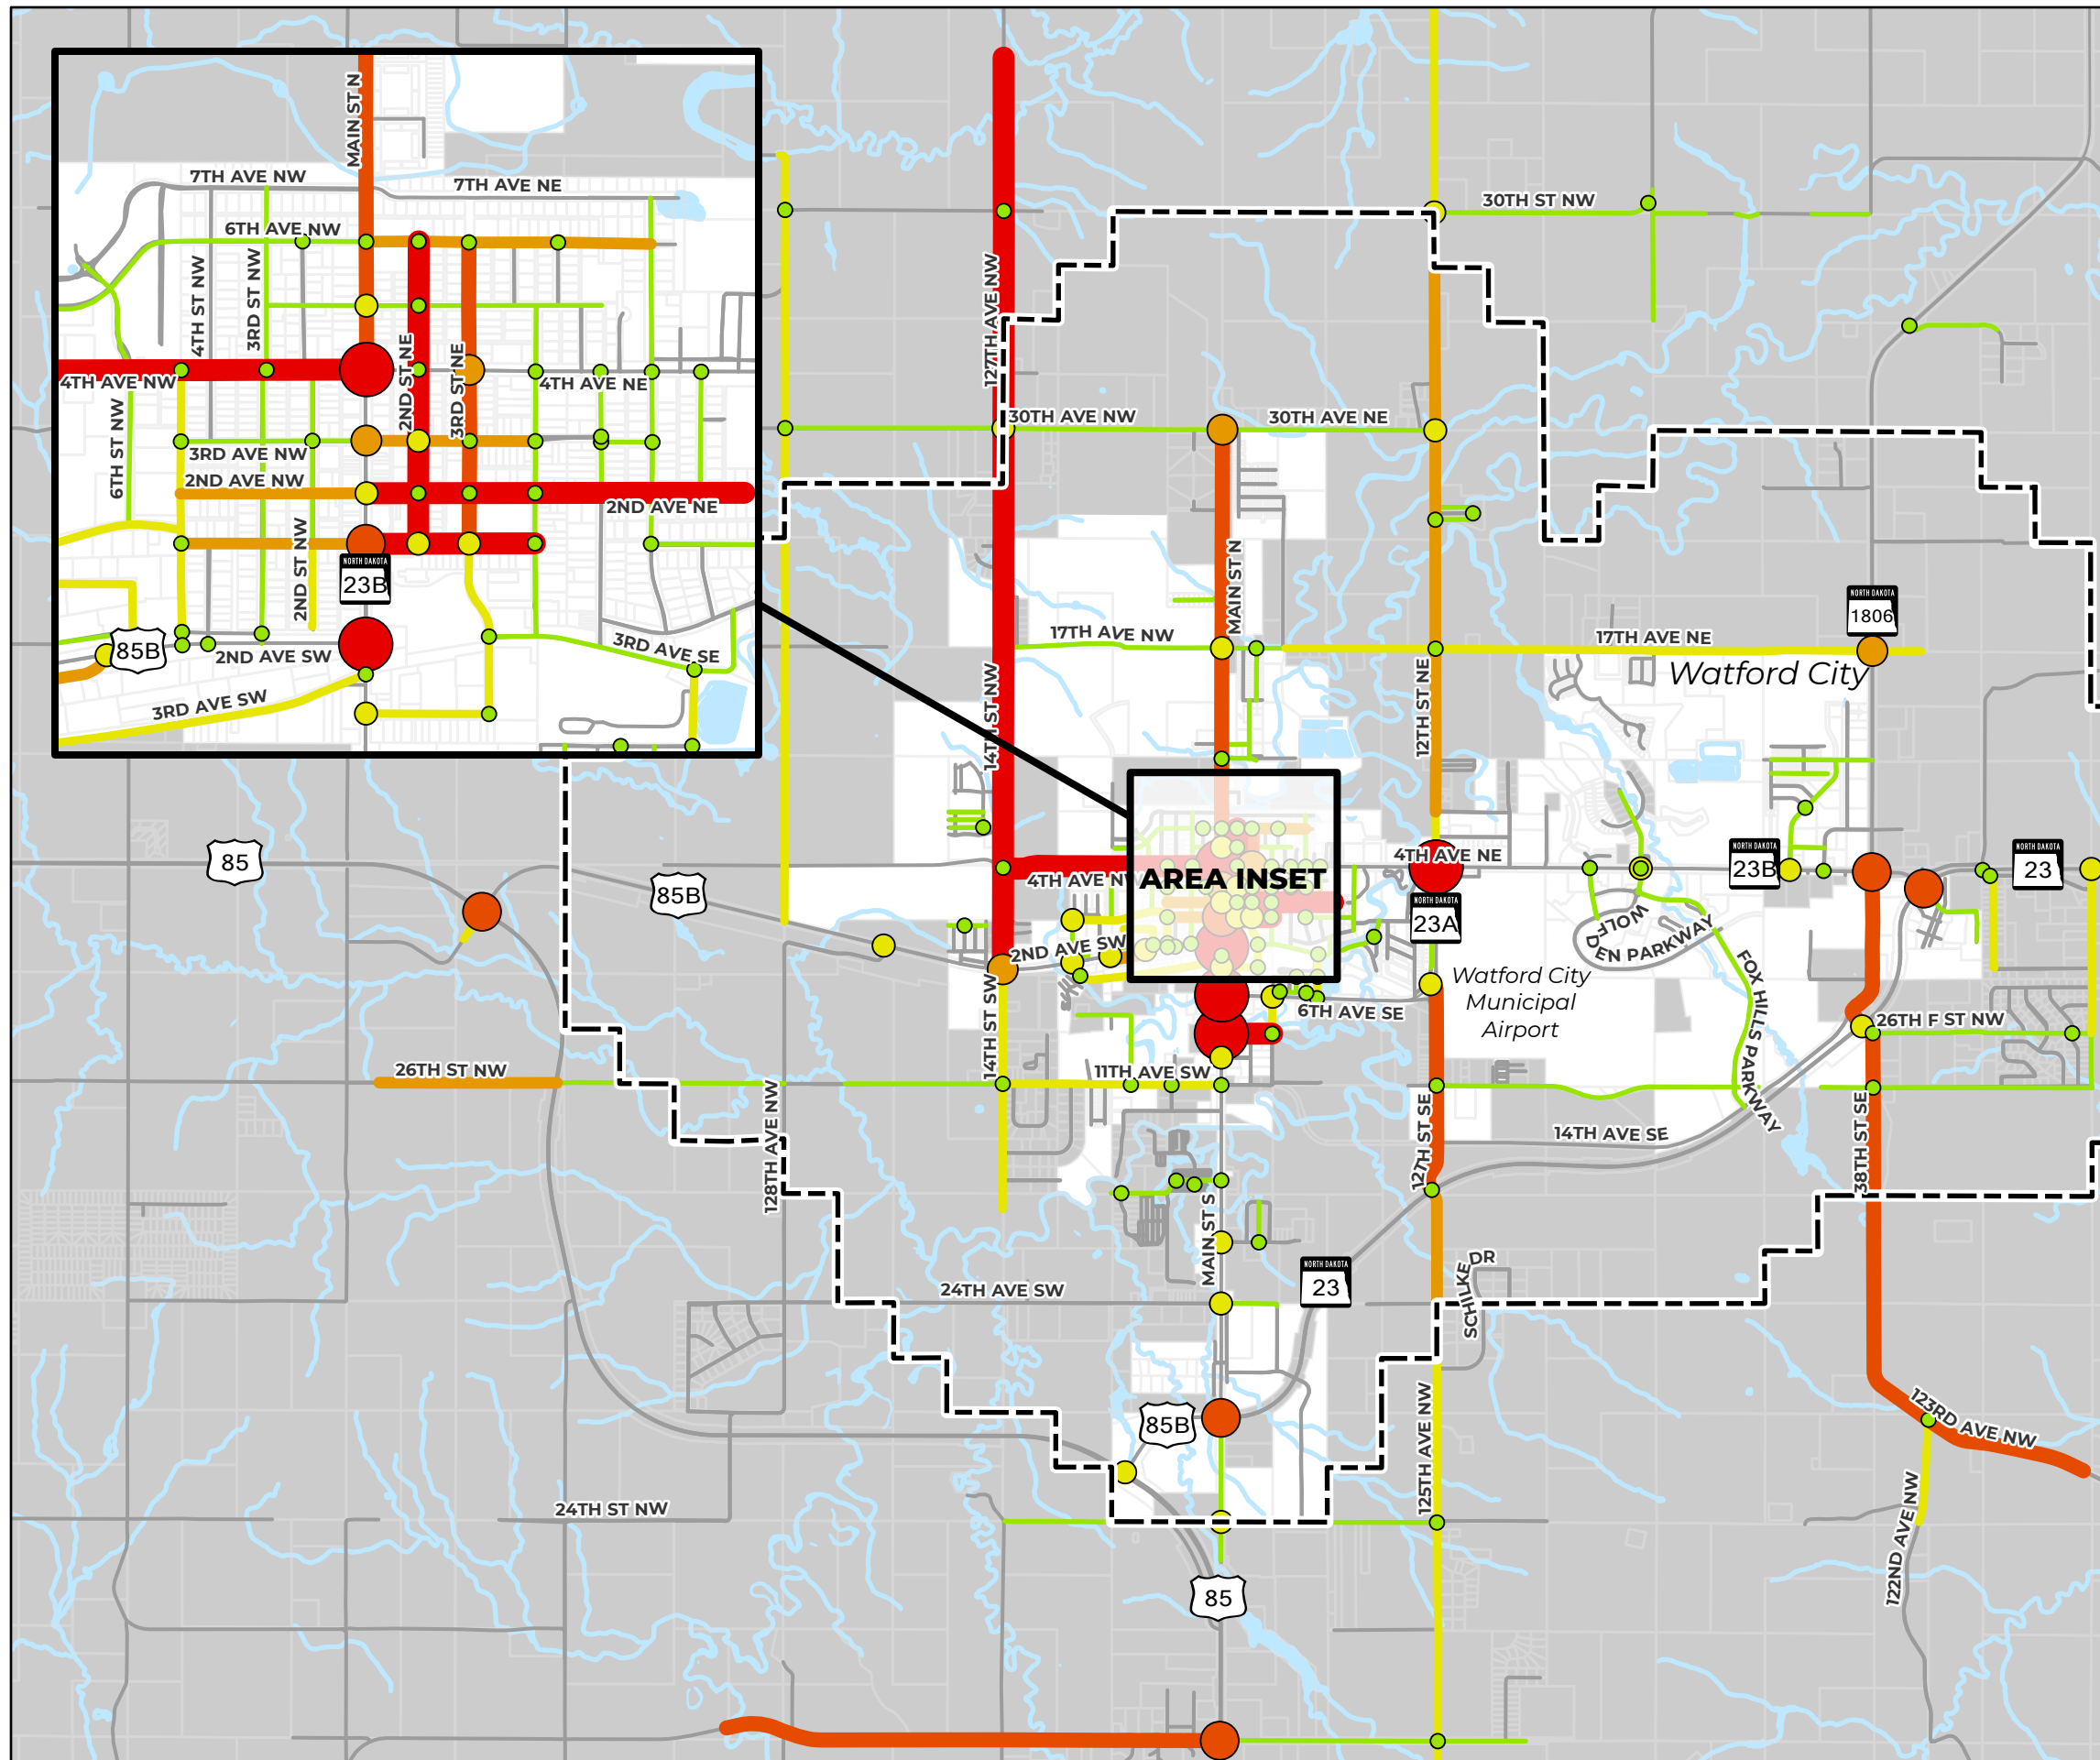 MAIN ST N
7TH AVE NW
7TH AVE NE
6TH AVE NW
4TH ST NW
3RD ST NW
2ND ST NE
3RD ST NE
4TH AVE NW
4TH AVE NE
6TH ST NW
3RD AVE NW
2ND AVE NW
2ND AVE NE
2ND ST NW
NORTH DAKOTA
23B
85B
2ND AVE SW
3RD AVE SE
3RD AVE SW
30TH ST NW
127TH AVE NW
30TH AVE NW
30TH AVE NE
MAIN ST N
17TH AVE NW
17TH AVE NE
NORTH DAKOTA
1806
Watford City
14TH ST NW
12TH ST NE
85
85B
4TH AVE NW
AREA INSET
4TH AVE NE
NORTH DAKOTA
23B
NORTH DAKOTA
23
NORTH DAKOTA
23A
2ND AVE SW
WOLF
DEN PARKWAY
FOX HILLS PARKWAY
Watford City
Municipal
Airport
6TH AVE SE
26TH F ST NW
14TH ST SW
26TH ST NW
11TH AVE SW
128TH AVE NW
127TH ST SE
14TH AVE SE
38TH ST SE
MAIN ST S
24TH AVE SW
NORTH DAKOTA
23
SCHILKE DR
85B
125TH AVE NW
123RD AVE NW
24TH ST NW
122ND AVE NW
85